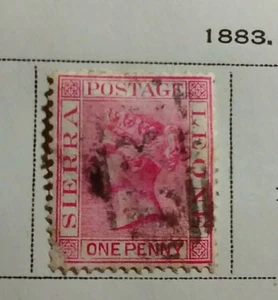 1883.
POSTAGE
SIERRA
LEONE
ONE PENNY